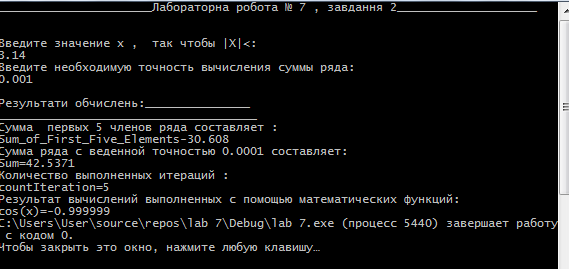 ______________________Лабораторна робота № 7 , завдання 2____________________
Введите значение x ,  так чтобы |X|<:
3.14
Введите необходимую точность вычисления суммы ряда:
0.001
Результати обчислень:_______________
_____________________________________
Сумма  первых 5 членов ряда составляет :
Sum_of_First_Five_Elements-30.608
Сумма ряда с веденной точностью 0.0001 составляет:
Sum=42.5371
Количество выполненных итераций :
countIteration=5
Результат вычислений выполненных с помощью математических функций:
cos(x)=-0.999999
C:\Users\User\source\repos\lab 7\Debug\lab 7.exe (процесс 5440) завершает работу
с кодом 0.
Чтобы закрыть это окно, нажмите любую клавишу…